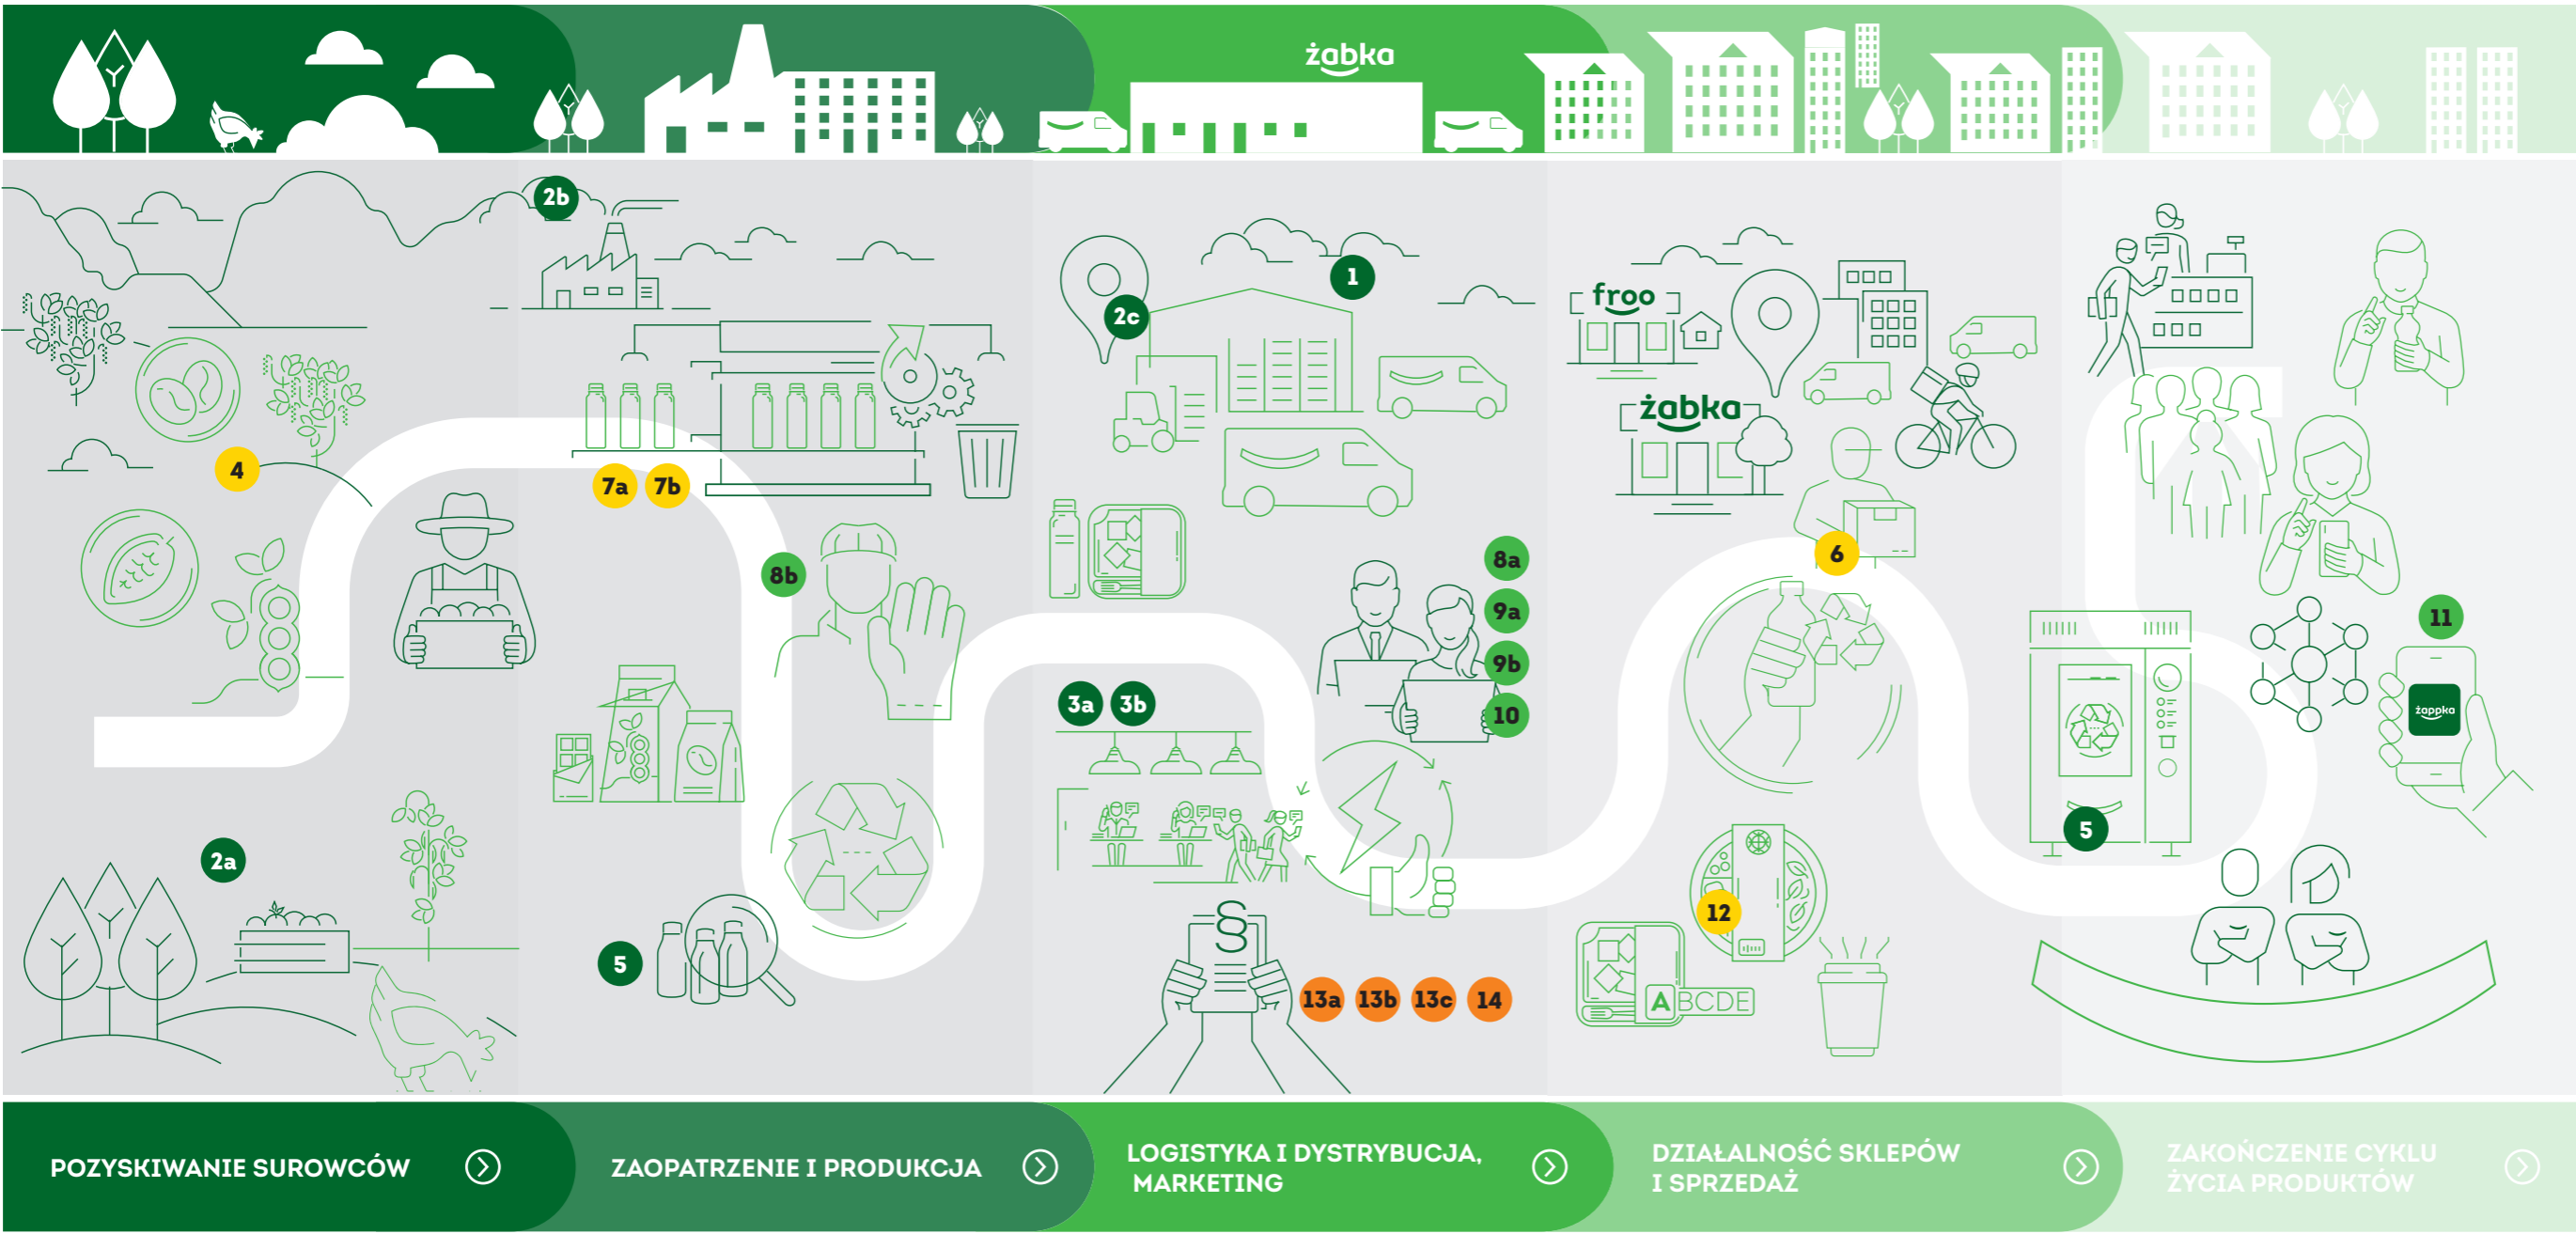 żabka
2b
1
2c
froo
żabka
4
7a
7b
8b
8a
9a
9b
10
6
11
3a
3b
żappka
5
2a
12
5
§
ABCDE
13a
13b
13c
14
POZYSKIWANIE SUROWCÓW
ZAOPATRZENIE I PRODUKCJA
LOGISTYKA I DYSTRYBUCJA,
MARKETING
DZIAŁALNOŚĆ SKLEPÓW
I SPRZEDAŻ
ZAKOŃCZENIE CYKLU
ŻYCIA PRODUKTÓW